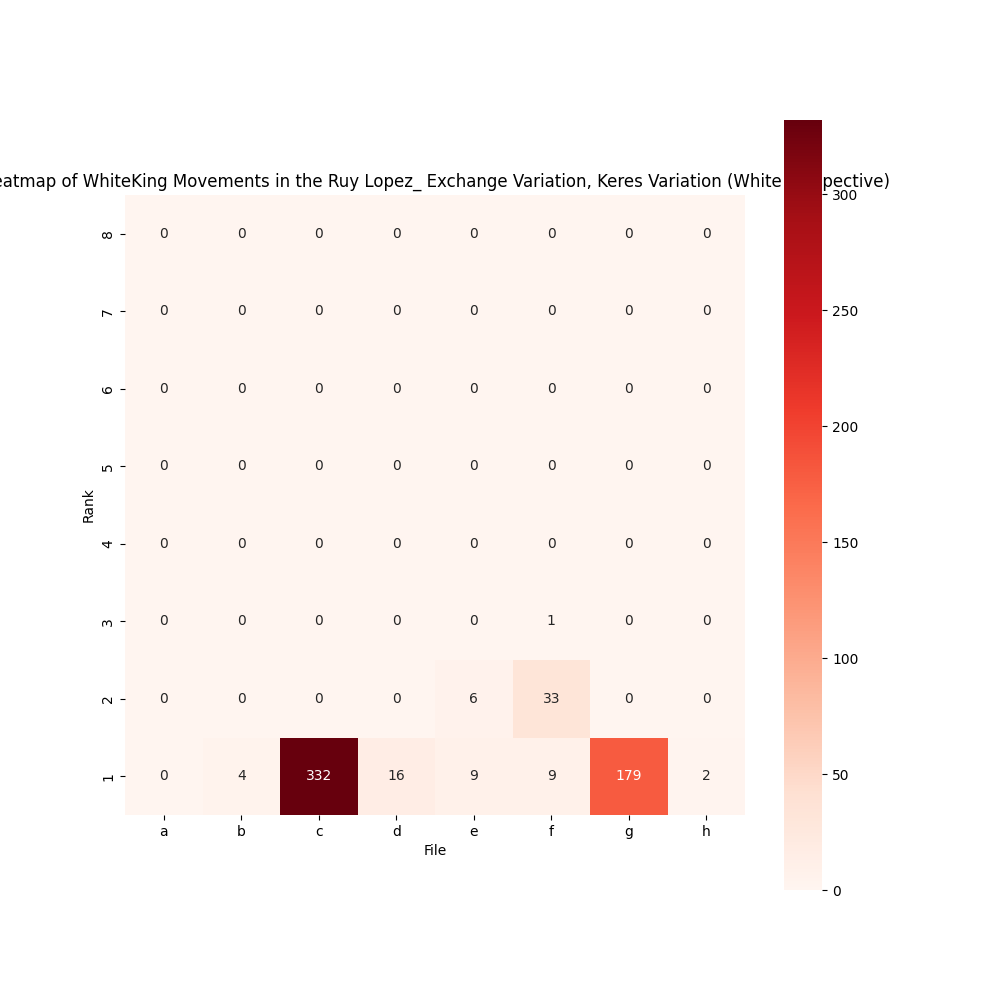 eatmap of WhiteKing Movements in the Ruy Lopez_ Exchange Variation, Keres Variation (White pective)
8 0 0 0 0 0 0 0 0
7 0 0 0 0 0 0 0 0
6 0 0 0 0 0 0 0 0
5 0 0 0 0 0 0 0 0
4 0 0 0 0 0 0 0 0
3 0 0 0 0 0 1 0 0
2 0 0 0 0 6 33 0 0
1 0 4 332 16 9 9 179 2
a b c d e f g h
File
Rank
300
250
200
150
100
50
0